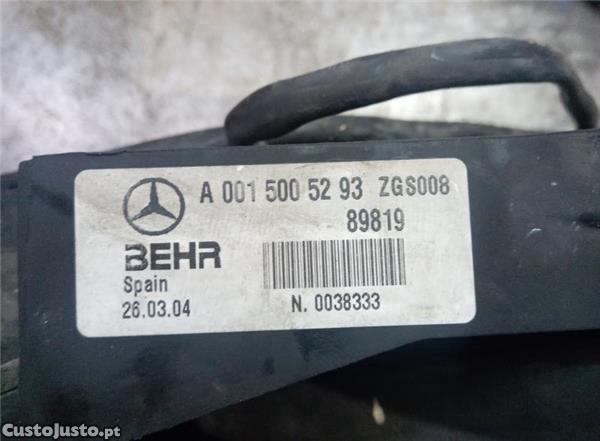 A 001 500 52 93 ZGS008
89819
BEHR
Spain
26.03.04
N. 0038333
CustoJusto.pt